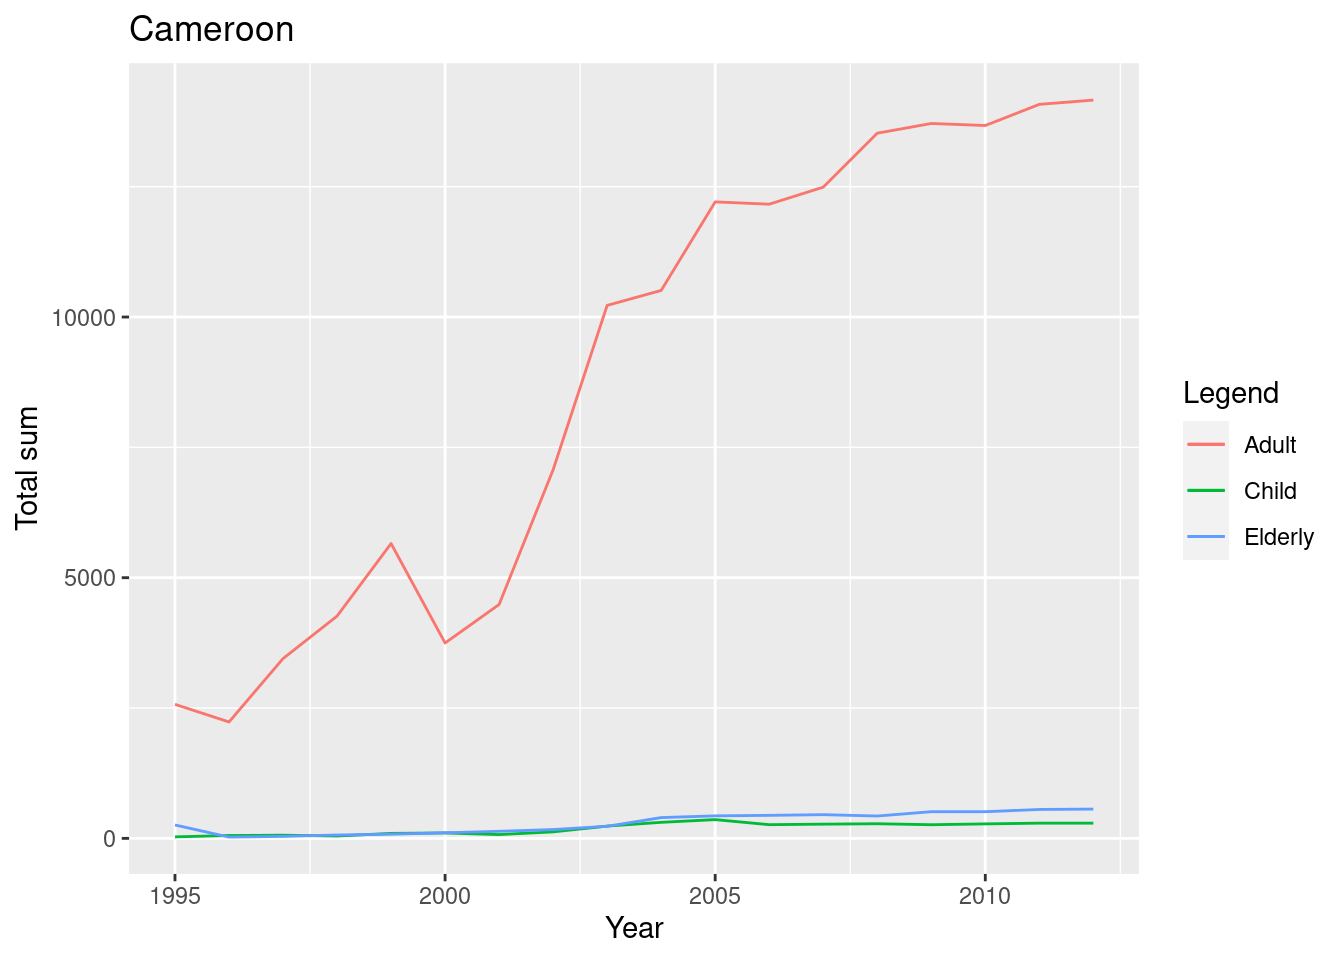 Cameroon
Total sum
10000
5000
0
1995
2000
2005
2010
Year
Legend
Adult
Child
Elderly